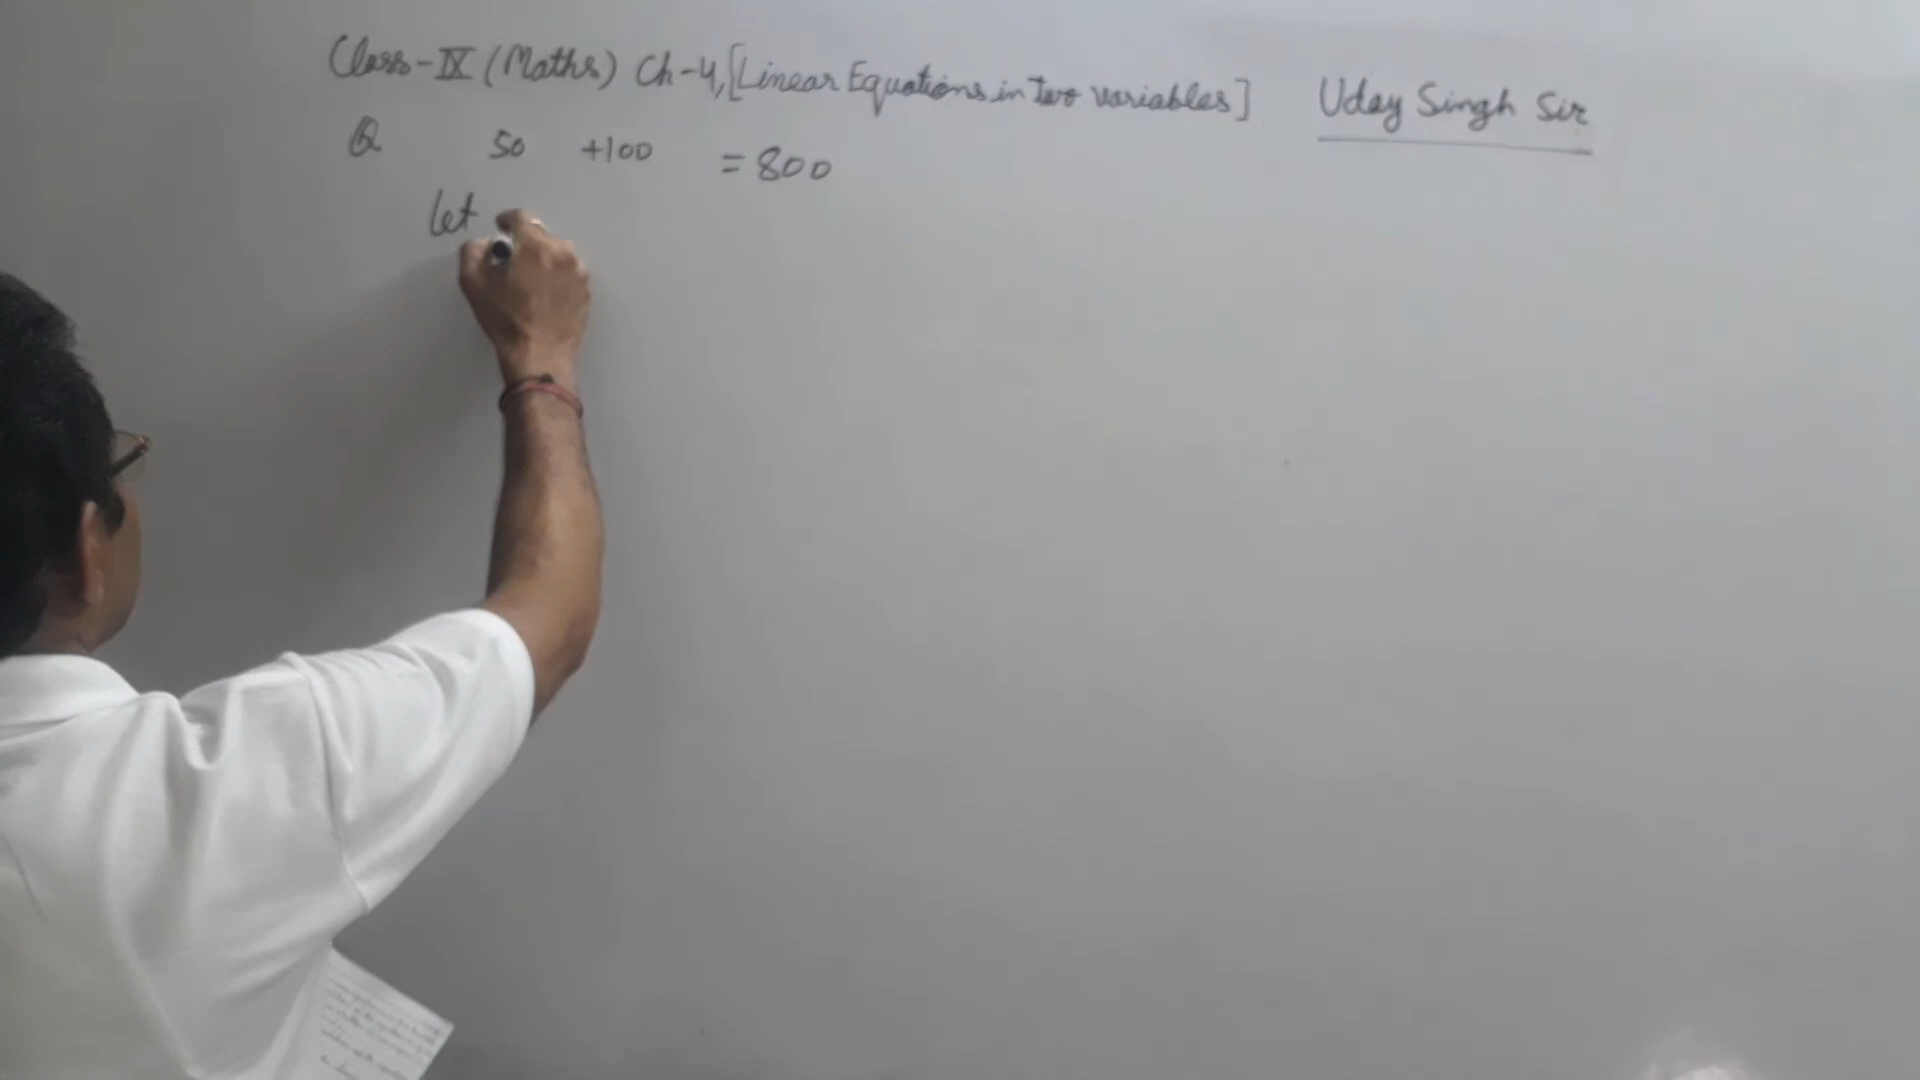 Class-IX (Maths) Ch-4, [Linear Equations in two variables] Uday Singh Sir
Q 50 +100 = 800
Let